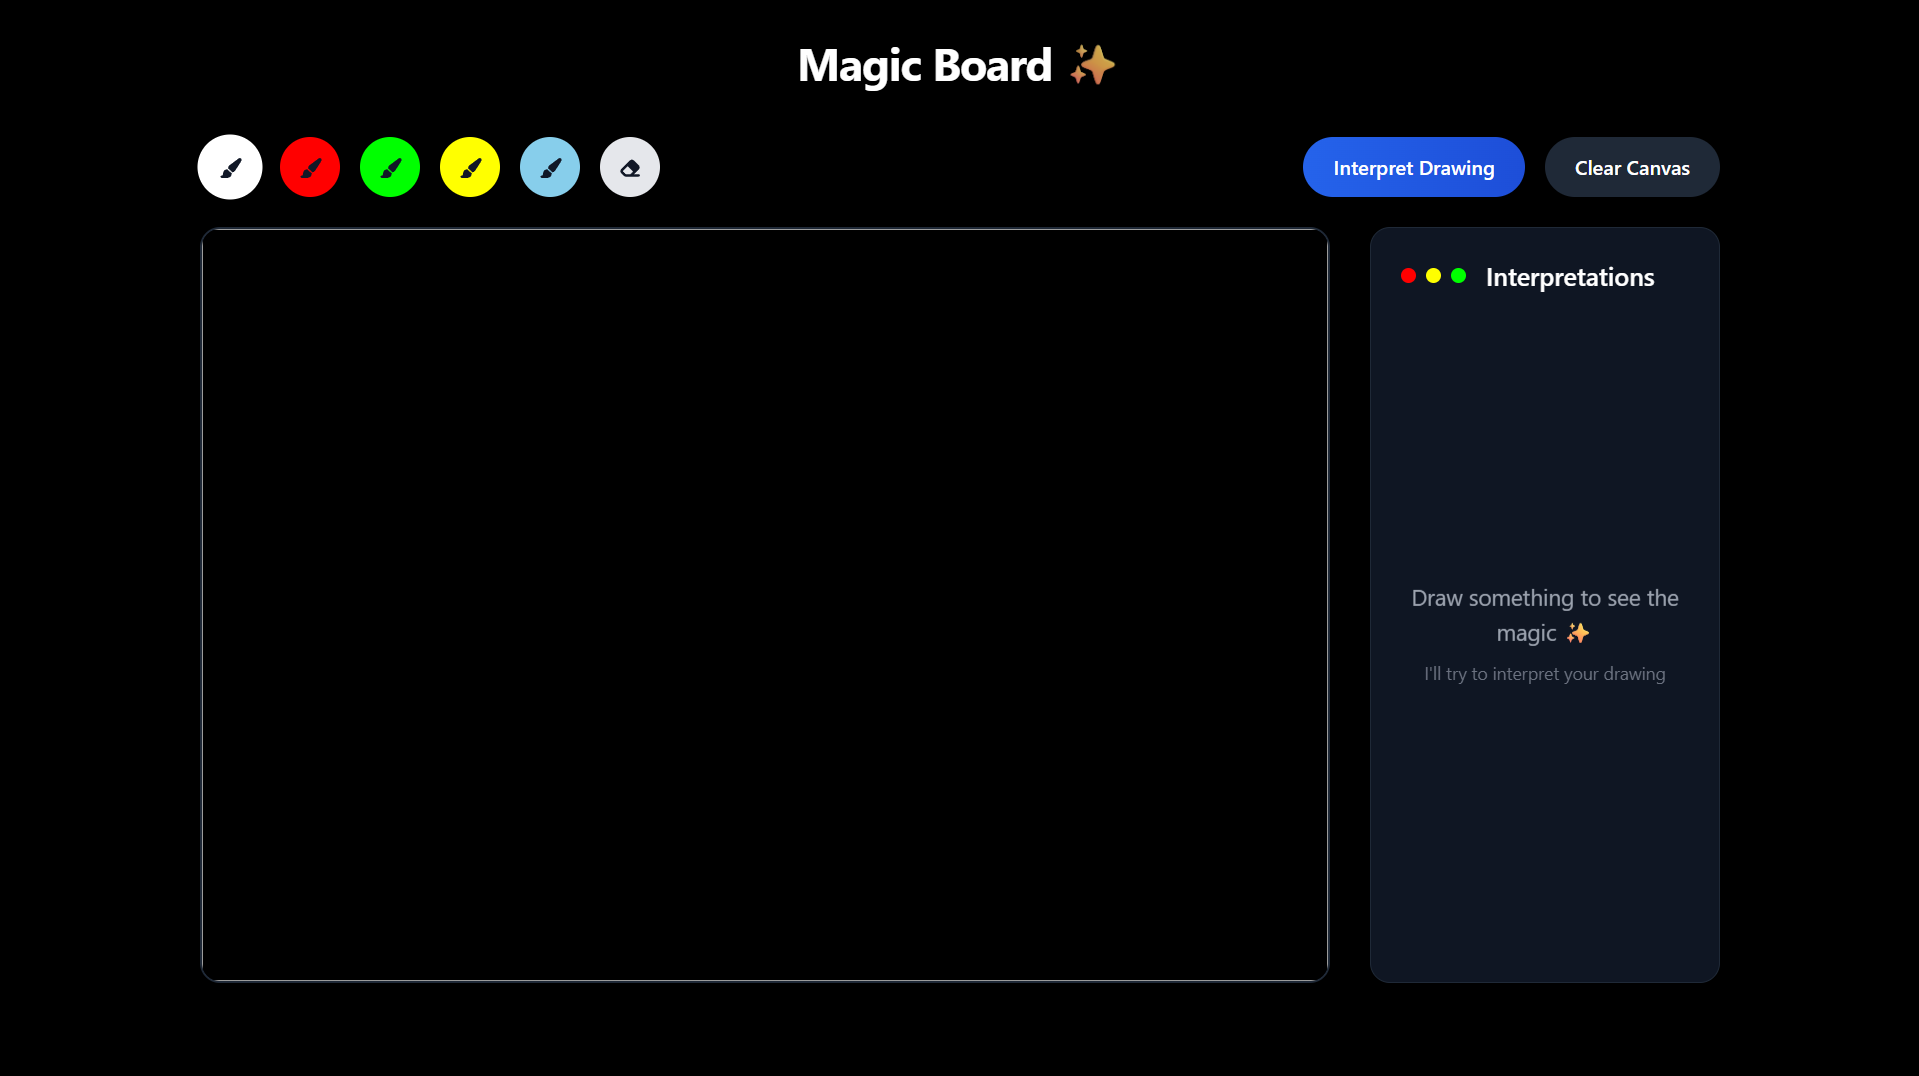 Magic Board ✨
Interpret Drawing
Clear Canvas
Interpretations
Draw something to see the
magic ✨
I'll try to interpret your drawing